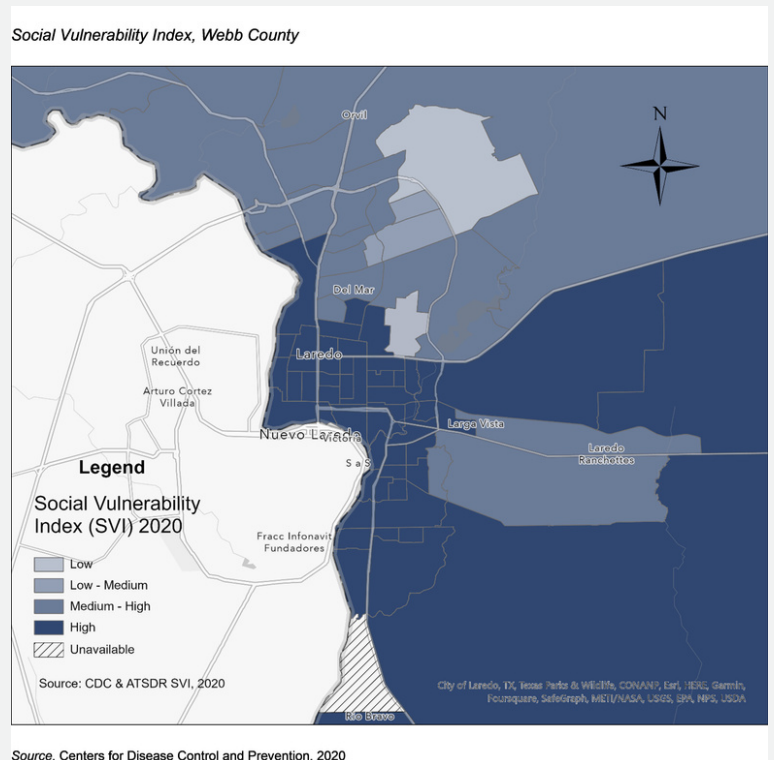 Social Vulnerability Index, Webb County
Orvil
N
Del Mar
Unión del
Recuerdo
Laredo
Arturo Cortez
Villada
Nuevo Laredo
Victoria
Larga Vista
Laredo
Ranchettes
S a S
Legend
Social Vulnerability
Index (SVI) 2020
Fracc Infonavit
Fundadores
Low
Low - Medium
Medium - High
High
Unavailable
Source: CDC & ATSDR SVI, 2020
City of Laredo, TX, Texas Parks & Wildlife, CONANP, Esri, HERE, Garmin,
Foursquare, SafeGraph, METI/NASA, USGS, EPA, NPS, USDA
Rio Bravo
Source. Centers for Disease Control and Prevention, 2020